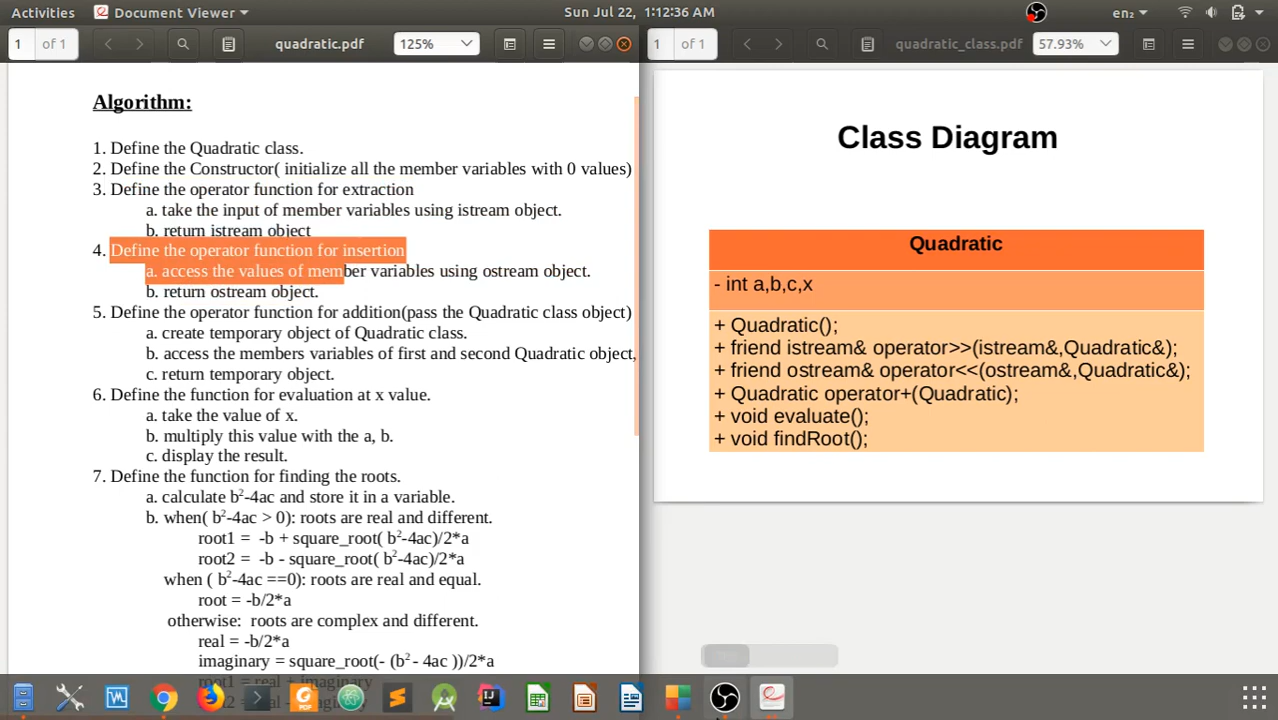 Activities Document Viewer Sun Jul 22, 1:12:36 AM en₂
1 of 1 quadratic.pdf 125%
1 of 1 quadratic_class.pdf 57.93%
Algorithm:
1. Define the Quadratic class.
2. Define the Constructor( initialize all the member variables with 0 values)
3. Define the operator function for extraction
a. take the input of member variables using istream object.
b. return istream object
4. Define the operator function for insertion
a. access the values of member variables using ostream object.
b. return ostream object.
5. Define the operator function for addition(pass the Quadratic class object)
a. create temporary object of Quadratic class.
b. access the members variables of first and second Quadratic object,
c. return temporary object.
6. Define the function for evaluation at x value.
a. take the value of x.
b. multiply this value with the a, b.
c. display the result.
7. Define the function for finding the roots.
a. calculate b²-4ac and store it in a variable.
b. when( b²-4ac > 0): roots are real and different.
root1 = -b + square_root( b²-4ac)/2*a
root2 = -b - square_root( b²-4ac)/2*a
when ( b²-4ac ==0): roots are real and equal.
root = -b/2*a
otherwise: roots are complex and different.
real = -b/2*a
imaginary = square_root(- (b² - 4ac ))/2*a
root1 = real + imaginary
Class Diagram
Quadratic
- int a,b,c,x
+ Quadratic();
+ friend istream& operator>>(istream&,Quadratic&);
+ friend ostream& operator<<(ostream&,Quadratic&);
+ Quadratic operator+(Quadratic);
+ void evaluate();
+ void findRoot();